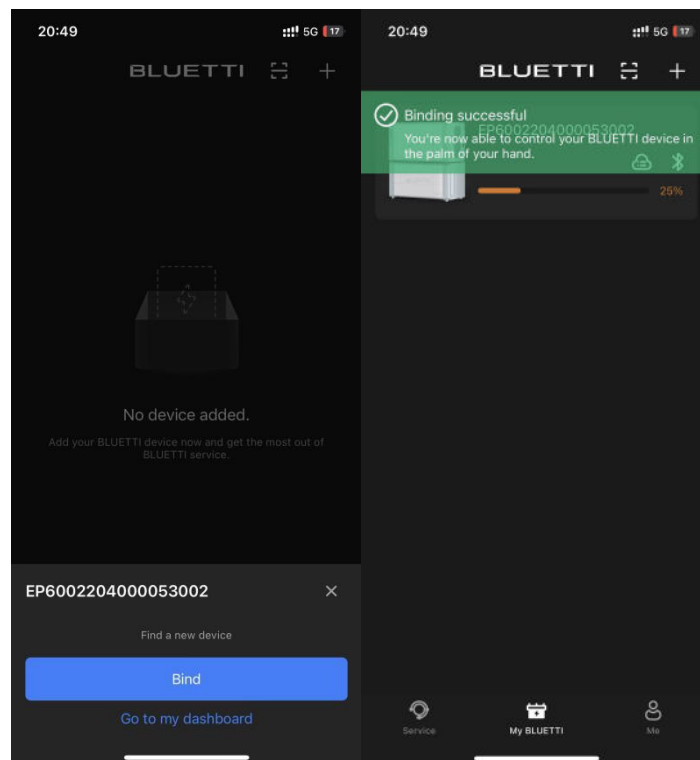 20:49
5G 17
BLUETTI
No device added.
Add your BLUETTI device now and get the most out of
BLUETTI service.
EP6002204000053002
Find a new device
Bind
Go to my dashboard
20:49
5G 17
BLUETTI
Binding successful
EP6002204000053002
You're now able to control your BLUETTI device in
the palm of your hand.
25%
Service
My BLUETTI
Me